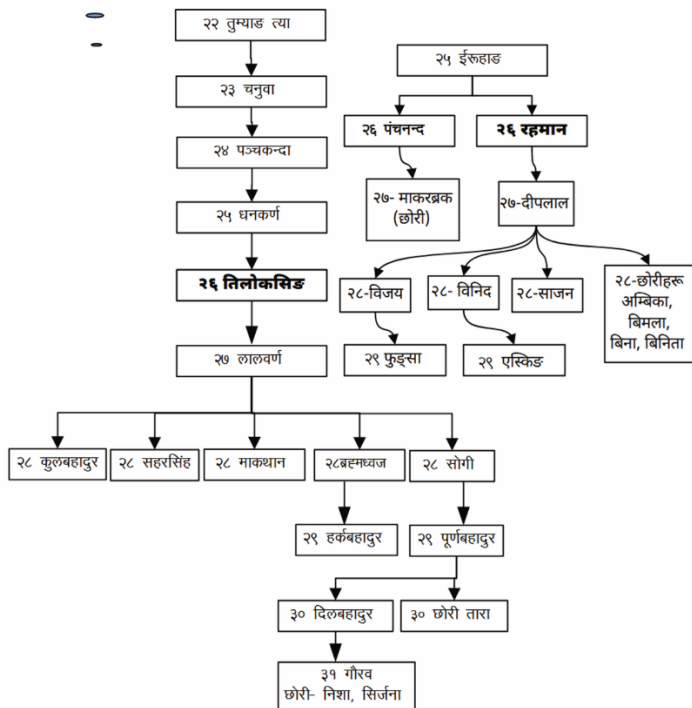 २२ तुम्याङ त्या
२३ चनुवा
२४ पञ्चकन्दा
२५ धनकर्ण
२६ तिलोकसिङ
२७ लालवर्ण
२८ कुलबहादुर
२८ सहरसिंह
२८ माकथान
२८ब्रह्मध्वज
२८ सोगी
२९ हर्कबहादुर
२९ पूर्णबहादुर
३० दिलबहादुर
३० छोरी तारा
३१ गौरव
छोरी- निशा, सिर्जना
२५ ईरूहाङ
२६ पंचनन्द
२६ रहमान
२७- माकरब्रक
(छोरी)
२७-दीपलाल
२८-विजय
२८- विनिद
२८-साजन
२८-छोरीहरू
अम्बिका,
बिमला,
बिना, बिनिता
२९ फुङ्सा
२९ एस्किङ